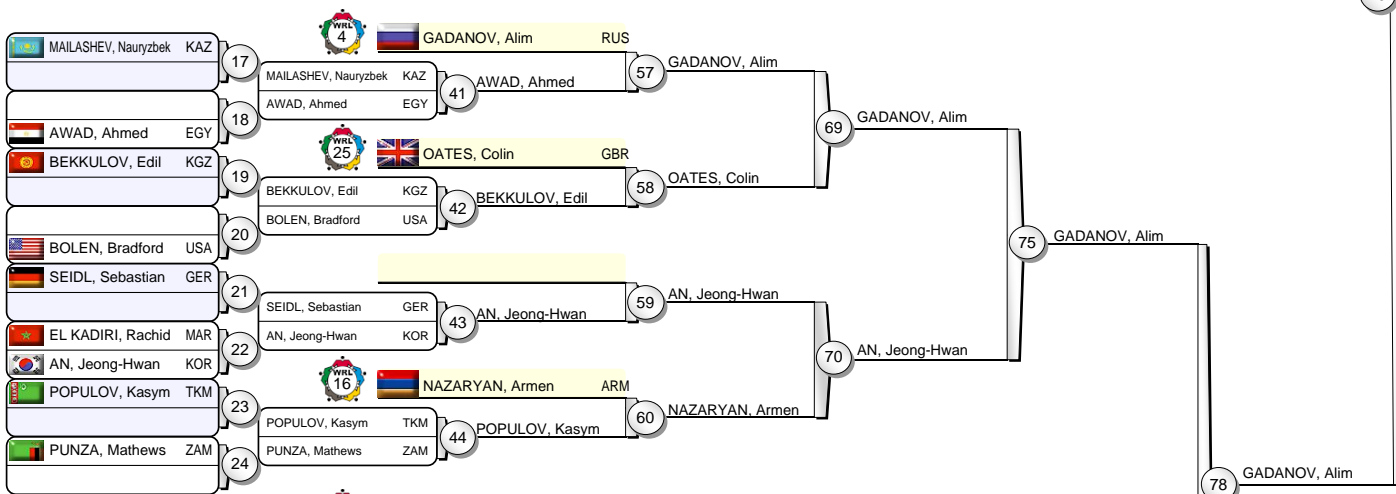 MAILASHEV, Nauryzbek KAZ
17
18
AWAD, Ahmed EGY
BEKKULOV, Edil KGZ
19
20
BOLEN, Bradford USA
SEIDL, Sebastian GER
21
EL KADIRI, Rachid MAR
22
AN, Jeong-Hwan KOR
POPULOV, Kasym TKM
23
PUNZA, Mathews ZAM
24
WRL
4
GADANOV, Alim RUS
MAILASHEV, Nauryzbek KAZ
41
AWAD, Ahmed
AWAD, Ahmed EGY
WRL
25
OATES, Colin GBR
BEKKULOV, Edil KGZ
42
BEKKULOV, Edil
BOLEN, Bradford USA
SEIDL, Sebastian GER
43
AN, Jeong-Hwan
AN, Jeong-Hwan KOR
WRL
16
NAZARYAN, Armen ARM
POPULOV, Kasym TKM
44
POPULOV, Kasym
PUNZA, Mathews ZAM
57
GADANOV, Alim
58
OATES, Colin
59
AN, Jeong-Hwan
60
NAZARYAN, Armen
69
GADANOV, Alim
70
AN, Jeong-Hwan
75
GADANOV, Alim
78
GADANOV, Alim